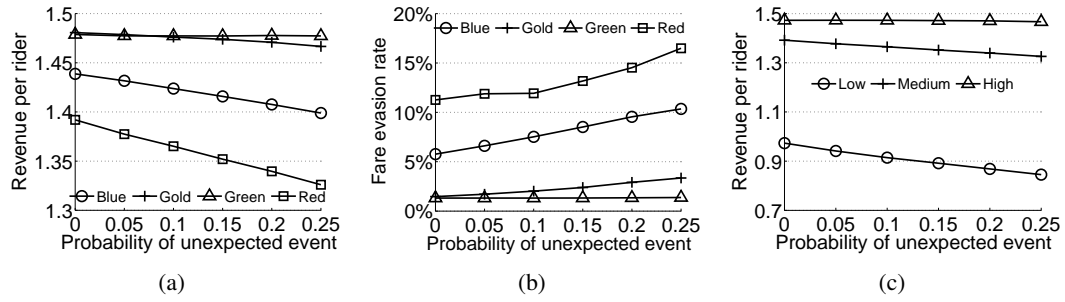 Revenue per rider
1.5
1.45
1.4
1.35
1.3
Blue Gold Green Red
0 0.05 0.1 0.15 0.2 0.25
Probability of unexpected event
(a)
Fare evasion rate
20%
15%
10%
5%
0%
Blue Gold Green Red
0 0.05 0.1 0.15 0.2 0.25
Probability of unexpected event
(b)
Revenue per rider
1.5
1.3
1.1
0.9
0.7
Low Medium High
0 0.05 0.1 0.15 0.2 0.25
Probability of unexpected event
(c)